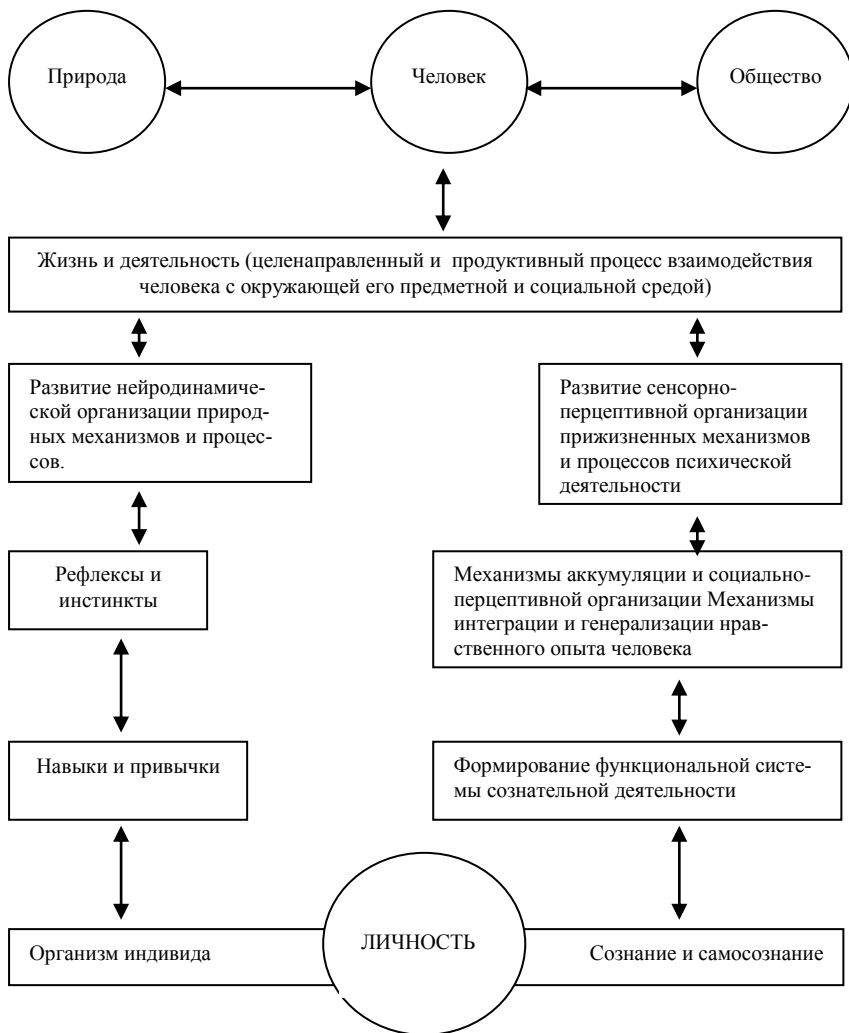 Природа
Человек
Общество
Жизнь и деятельность (целенаправленный и продуктивный процесс взаимодействия
человека с окружающей его предметной и социальной средой)
Развитие нейродинамиче-
ской организации природ-
ных механизмов и процес-
сов.
Развитие сенсорно-
перцептивной организации
прижизненных механизмов
и процессов психической
деятельности
Рефлексы и
инстинкты
Механизмы аккумуляции и социально-
перцептивной организации Механизмы
интеграции и генерализации нрав-
ственного опыта человека
Навыки и привычки
Формирование функциональной систе-
мы сознательной деятельности
Организм индивида
ЛИЧНОСТЬ
Сознание и самосознание